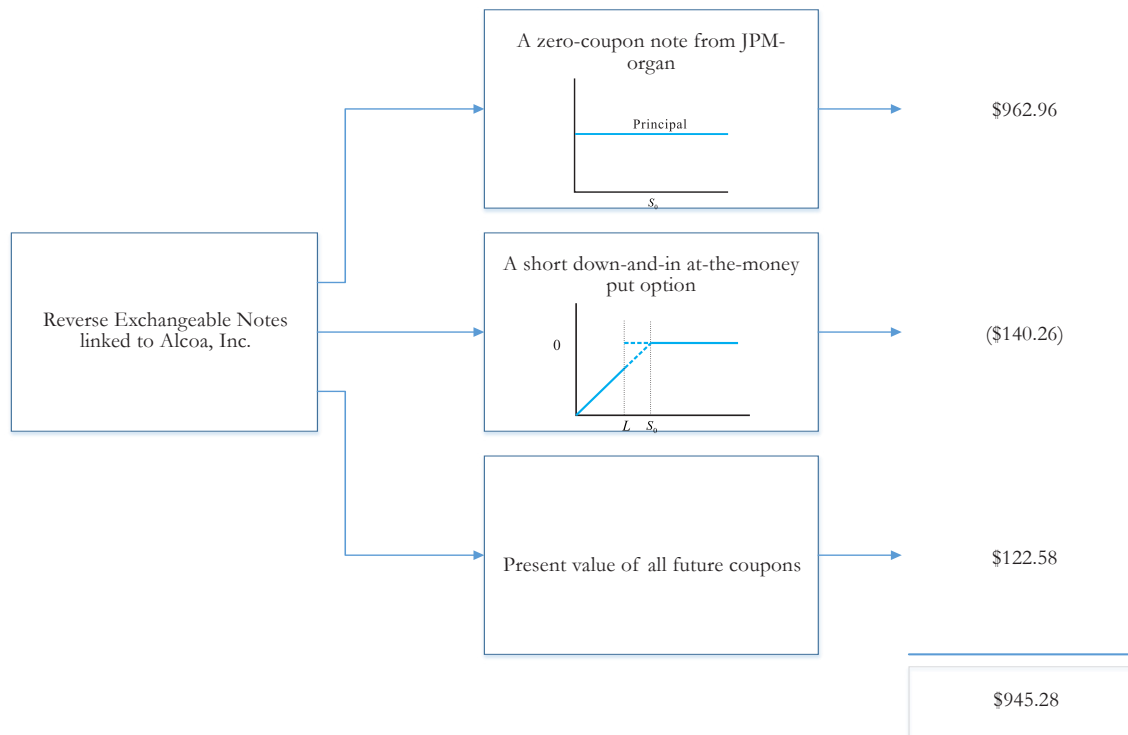 A zero-coupon note from JPM-
organ
Principal
S₀
$962.96
Reverse Exchangeable Notes
linked to Alcoa, Inc.
A short down-and-in at-the-money
put option
0
L S₀
($140.26)
Present value of all future coupons
$122.58
$945.28